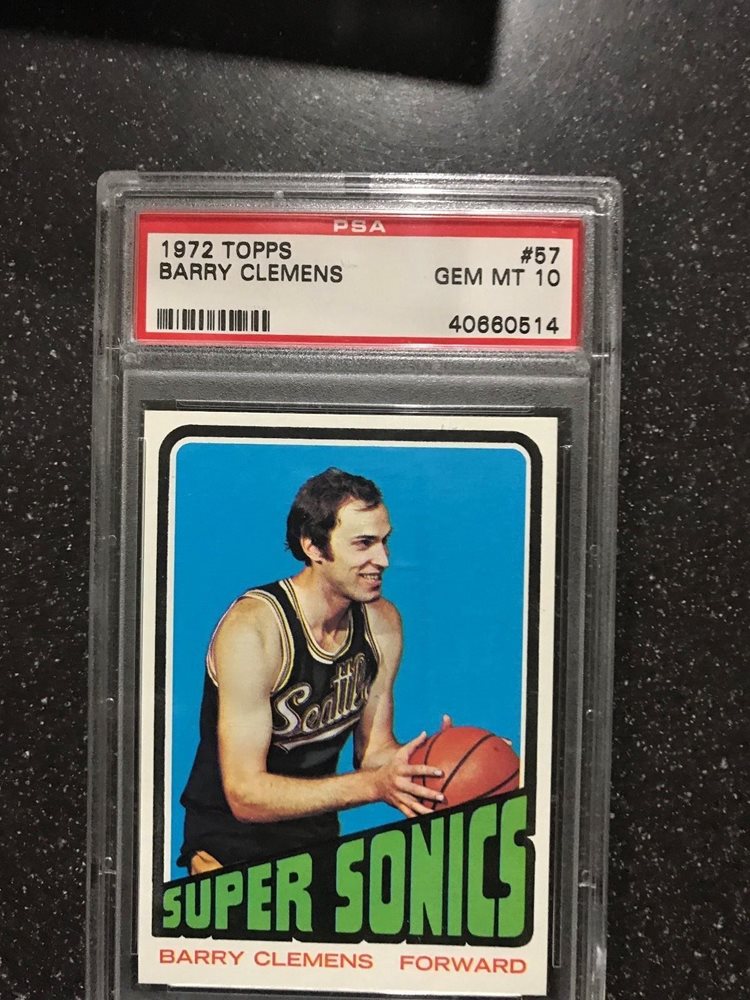 PSA
1972 TOPPS #57
BARRY CLEMENS GEM MT 10
40660514
Seattle
SUPER SONICS
BARRY CLEMENS FORWARD